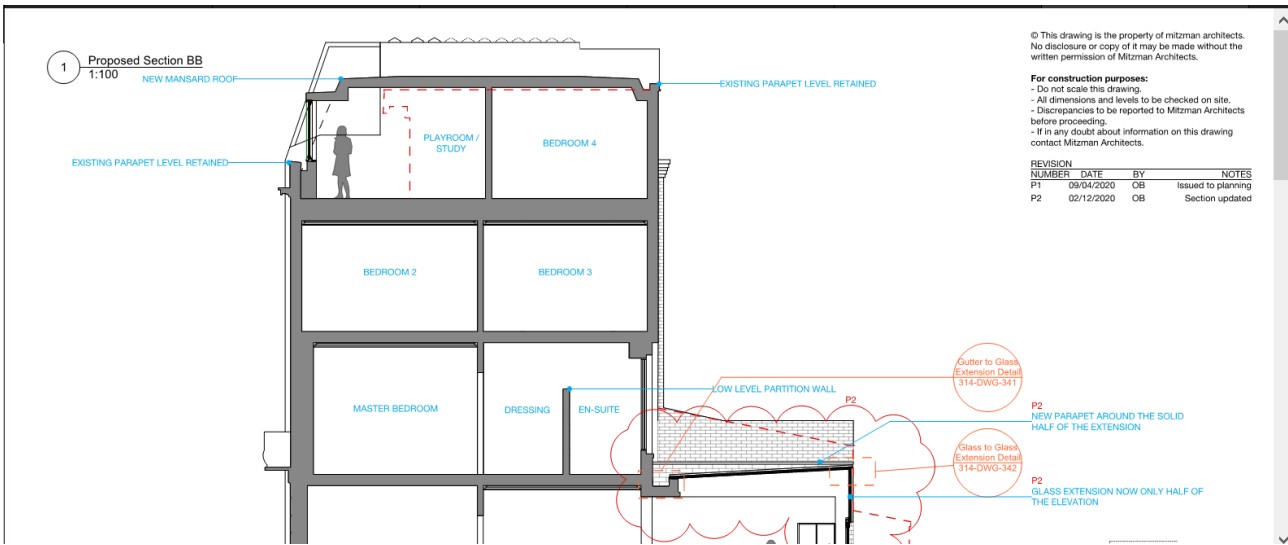 1
Proposed Section BB
1:100
NEW MANSARD ROOF
EXISTING PARAPET LEVEL RETAINED
EXISTING PARAPET LEVEL RETAINED
PLAYROOM /
STUDY
BEDROOM 4
BEDROOM 2
BEDROOM 3
MASTER BEDROOM
DRESSING
EN-SUITE
LOW LEVEL PARTITION WALL
P2
Gutter to Glass
Extension Detail
314-DWG-341
P2
NEW PARAPET AROUND THE SOLID
HALF OF THE EXTENSION
Glass to Glass
Extension Detail
314-DWG-342
P2
GLASS EXTENSION NOW ONLY HALF OF
THE ELEVATION
© This drawing is the property of mitzman architects.
No disclosure or copy of it may be made without the
written permission of Mitzman Architects.
For construction purposes:
- Do not scale this drawing.
- All dimensions and levels to be checked on site.
- Discrepancies to be reported to Mitzman Architects
before proceeding.
- If in any doubt about information on this drawing
contact Mitzman Architects.
REVISION
NUMBER DATE BY NOTES
P1 09/04/2020 OB Issued to planning
P2 02/12/2020 OB Section updated